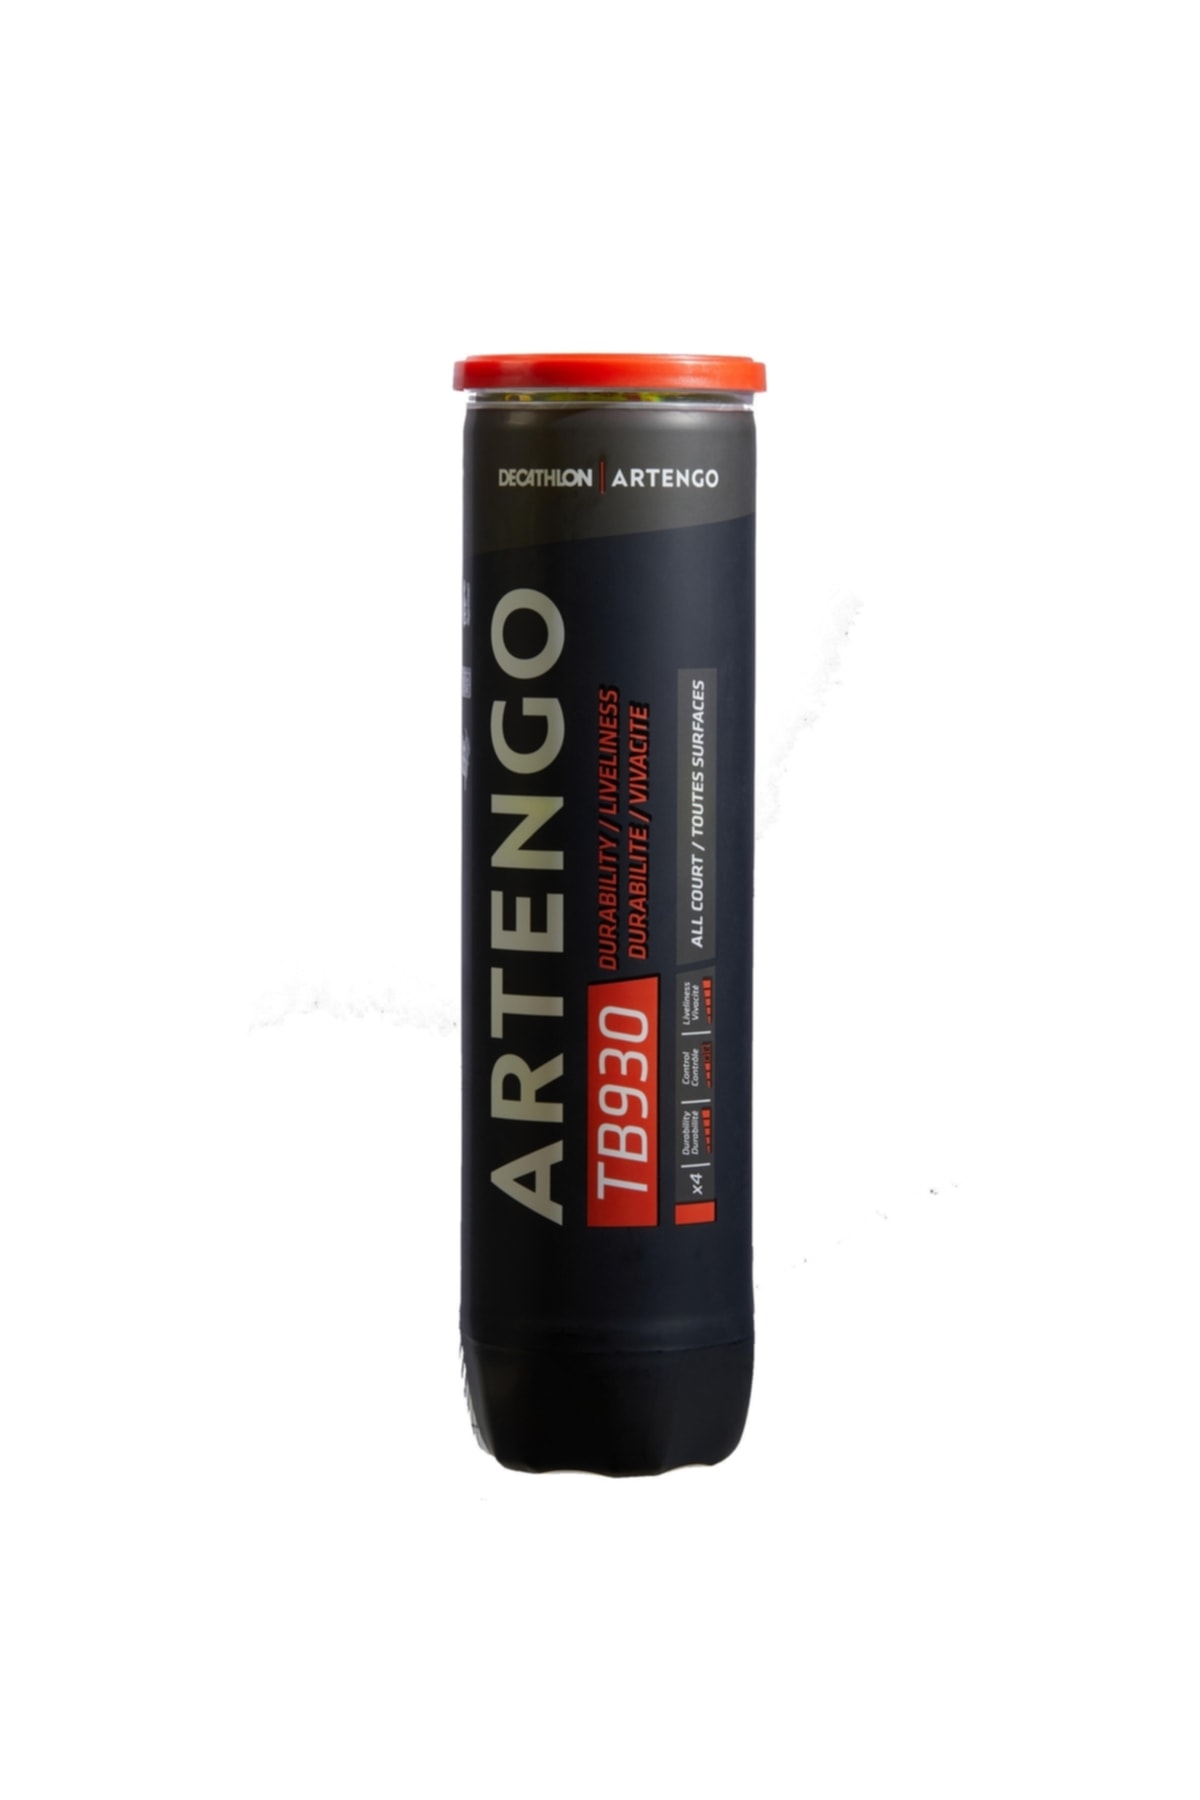 DECATHLON | ARTENGO
ARTENGO
DURABILITY / LIVELINESS
DURABILITE / VIVACITE
TB930
ALL COURT / TOUTES SURFACES
x4 | Durability
Durabilité | Control
Contrôle | Liveliness
Vivacité